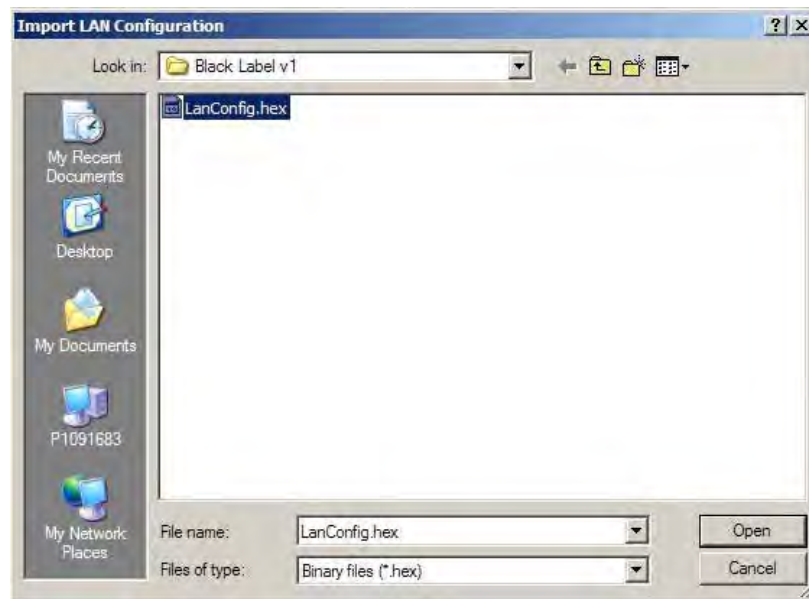 Import LAN Configuration
Look in: Black Label v1
LanConfig.hex
My Recent
Documents
Desktop
My Documents
P1091683
My Network
Places
File name: LanConfig.hex Open
Files of type: Binary files (*.hex) Cancel